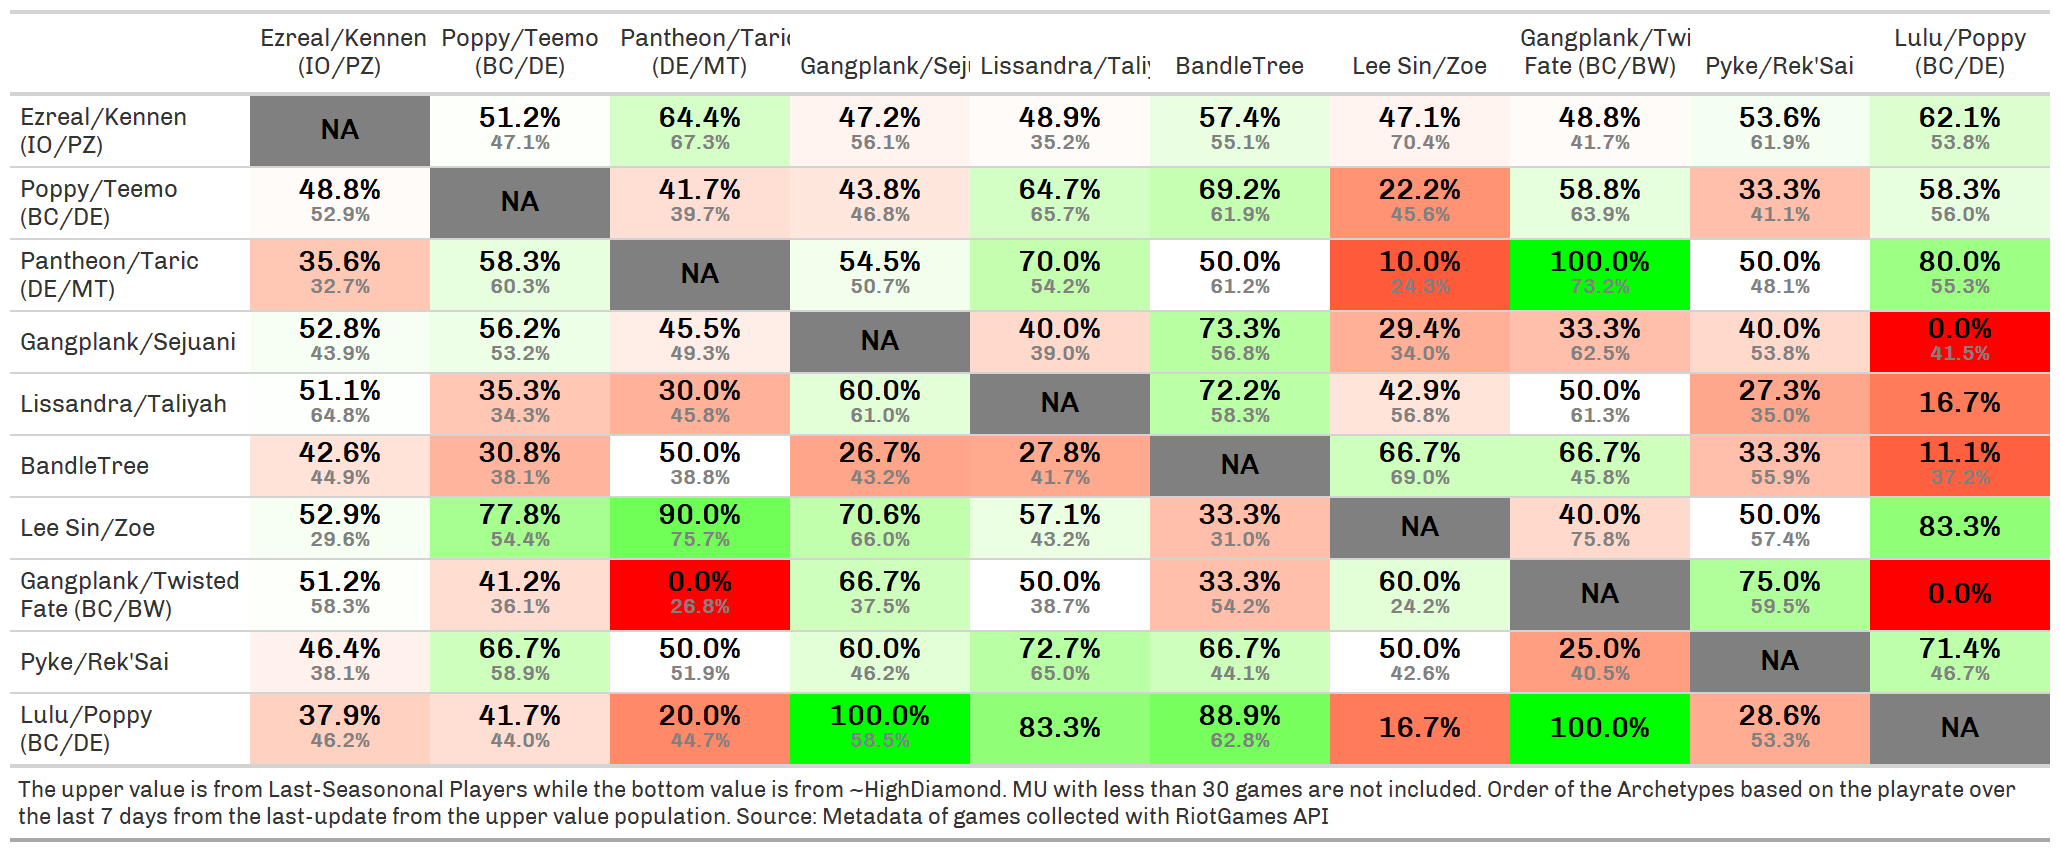 Ezreal/Kennen (IO/PZ) Poppy/Teemo (BC/DE) Pantheon/Taric (DE/MT) Gangplank/Seju Lissandra/Taliy BandleTree Lee Sin/Zoe Gangplank/Twi Fate (BC/BW) Pyke/Rek'Sai Lulu/Poppy (BC/DE)
Ezreal/Kennen (IO/PZ) NA 51.2% 64.4% 47.2% 48.9% 57.4% 47.1% 48.8% 53.6% 62.1%
47.1% 67.3% 56.1% 35.2% 55.1% 70.4% 41.7% 61.9% 53.8%
Poppy/Teemo (BC/DE) 48.8% NA 41.7% 43.8% 64.7% 69.2% 22.2% 58.8% 33.3% 58.3%
52.9% 39.7% 46.8% 65.7% 61.9% 45.6% 63.9% 41.1% 56.0%
Pantheon/Taric (DE/MT) 35.6% 58.3% NA 54.5% 70.0% 50.0% 10.0% 100.0% 50.0% 80.0%
32.7% 60.3% 50.7% 54.2% 61.2% 24.3% 73.2% 48.1% 55.3%
Gangplank/Sejuani 52.8% 56.2% 45.5% NA 40.0% 73.3% 29.4% 33.3% 40.0% 0.0%
43.9% 53.2% 49.3% 39.0% 56.8% 34.0% 62.5% 53.8% 41.5%
Lissandra/Taliyah 51.1% 35.3% 30.0% 60.0% NA 72.2% 42.9% 50.0% 27.3% 16.7%
64.8% 34.3% 45.8% 61.0% 58.3% 56.8% 61.3% 35.0%
BandleTree 42.6% 30.8% 50.0% 26.7% 27.8% NA 66.7% 66.7% 33.3% 11.1%
44.9% 38.1% 38.8% 43.2% 41.7% 69.0% 45.8% 55.9% 37.2%
Lee Sin/Zoe 52.9% 77.8% 90.0% 70.6% 57.1% 33.3% NA 40.0% 50.0% 83.3%
29.6% 54.4% 75.7% 66.0% 43.2% 31.0% 75.8% 57.4%
Gangplank/Twisted Fate (BC/BW) 51.2% 41.2% 0.0% 66.7% 50.0% 33.3% 60.0% NA 75.0% 0.0%
58.3% 36.1% 26.8% 37.5% 38.7% 54.2% 24.2% 59.5%
Pyke/Rek'Sai 46.4% 66.7% 50.0% 60.0% 72.7% 66.7% 50.0% 25.0% NA 71.4%
38.1% 58.9% 51.9% 46.2% 65.0% 44.1% 42.6% 40.5% 46.7%
Lulu/Poppy (BC/DE) 37.9% 41.7% 20.0% 100.0% 83.3% 88.9% 16.7% 100.0% 28.6% NA
46.2% 44.0% 44.7% 58.5% 62.8% 53.3%
The upper value is from Last-Seasononal Players while the bottom value is from ~HighDiamond. MU with less than 30 games are not included. Order of the Archetypes based on the playrate over
the last 7 days from the last-update from the upper value population. Source: Metadata of games collected with RiotGames API